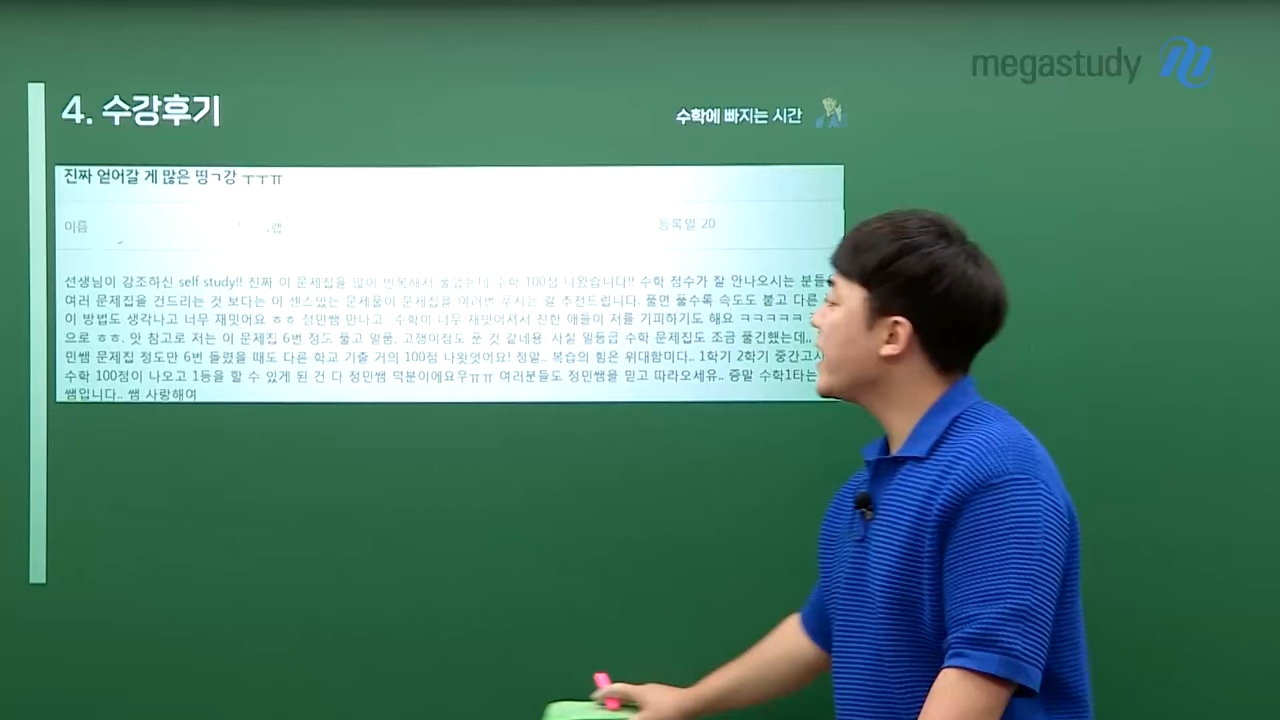 megastudy
4. 수강후기
수학에 빠지는 시간
진짜 얻어갈 게 많은 띵ㄱ강 ㅜㅜㅠ
이름
등록일 20
선생님이 강조하신 self study!! 진짜 이 문제집을 많이 반복해서 풀었는데 수학 100점 나왔습니다!! 수학 점수가 잘 안나오시는 분들
여러 문제집을 건드리는 것 보다는 이 센스있는 문제들이 문제집을 여러번 푸시는 걸 추천드립니다. 풀면 풀수록 속도도 붙고 다른
이 방법도 생각나고 너무 재밋어요 ㅎㅎ 정민쌤 만나고.. 수학이 너무 재밋어져서 친한 애들이 저를 기피하기도 해요 ㅋㅋㅋㅋㅋ
으로 ㅎㅎ. 앗 참고로 저는 이 문제집 6번 정도 풀고 일품, 고쟁이정도 푼 것 같네용. 사실 일등급 수학 문제집도 조금 풀긴했는데..
민쌤 문제집 정도만 6번 돌렸을 때도 다른 학교 기출 거의 100점 나왓엇어요! 정말.. 복습의 힘은 위대함미다.. 1학기 2학기 중간고사
수학 100점이 나오고 1등을 할 수 있게 된 건 다 정민쌤 덕분이에요우ㅠㅠ 여러분들도 정민쌤을 믿고 따라오세유.. 증말 수학1타는
쌤입니다.. 쌤 사랑해여